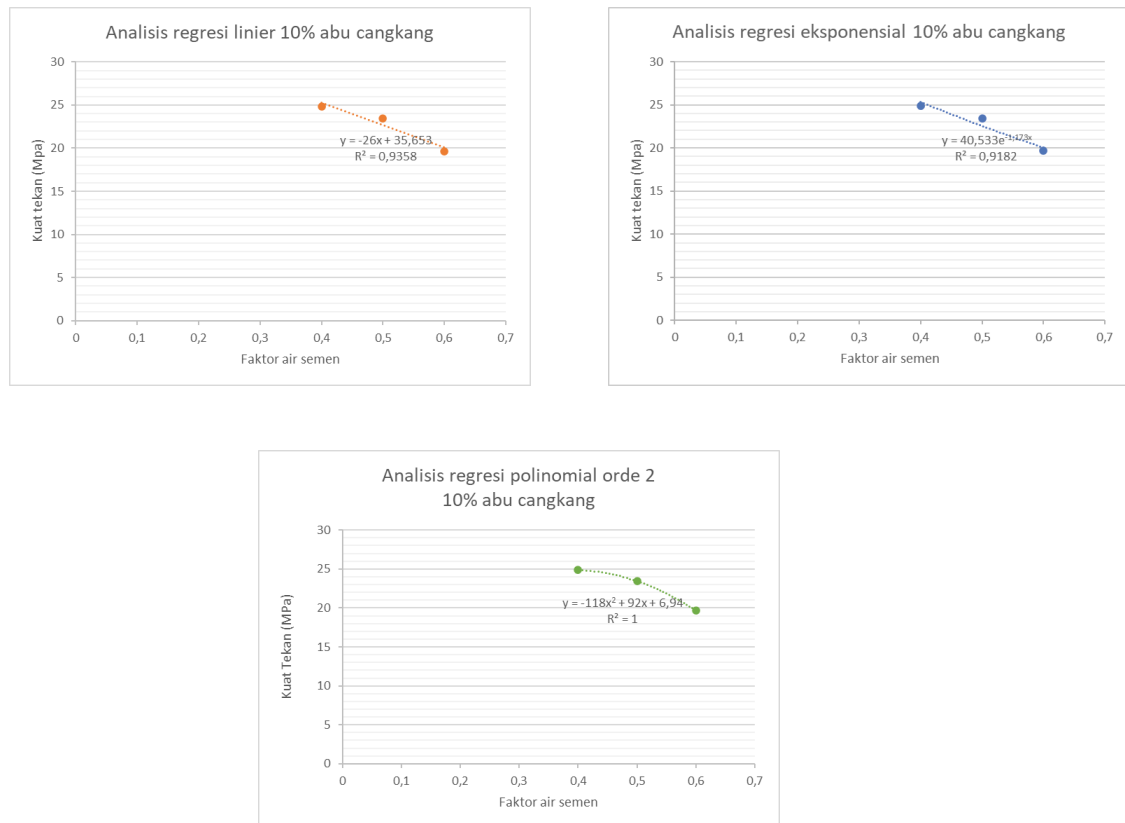 Analisis regresi linier 10% abu cangkang
30
25
20
15
10
5
0
Kuat tekan (Mpa)
y = -26x + 35,653
R² = 0,9358
0 0,1 0,2 0,3 0,4 0,5 0,6 0,7
Faktor air semen
Analisis regresi eksponensial 10% abu cangkang
30
25
20
15
10
5
0
Kuat tekan (Mpa)
y = 40,533e⁻¹,¹⁷³ˣ
R² = 0,9182
0 0,1 0,2 0,3 0,4 0,5 0,6 0,7
Faktor air semen
Analisis regresi polinomial orde 2
10% abu cangkang
30
25
20
15
10
5
0
Kuat Tekan (MPa)
y = -118x² + 92x + 6,94
R² = 1
0 0,1 0,2 0,3 0,4 0,5 0,6 0,7
Faktor air semen